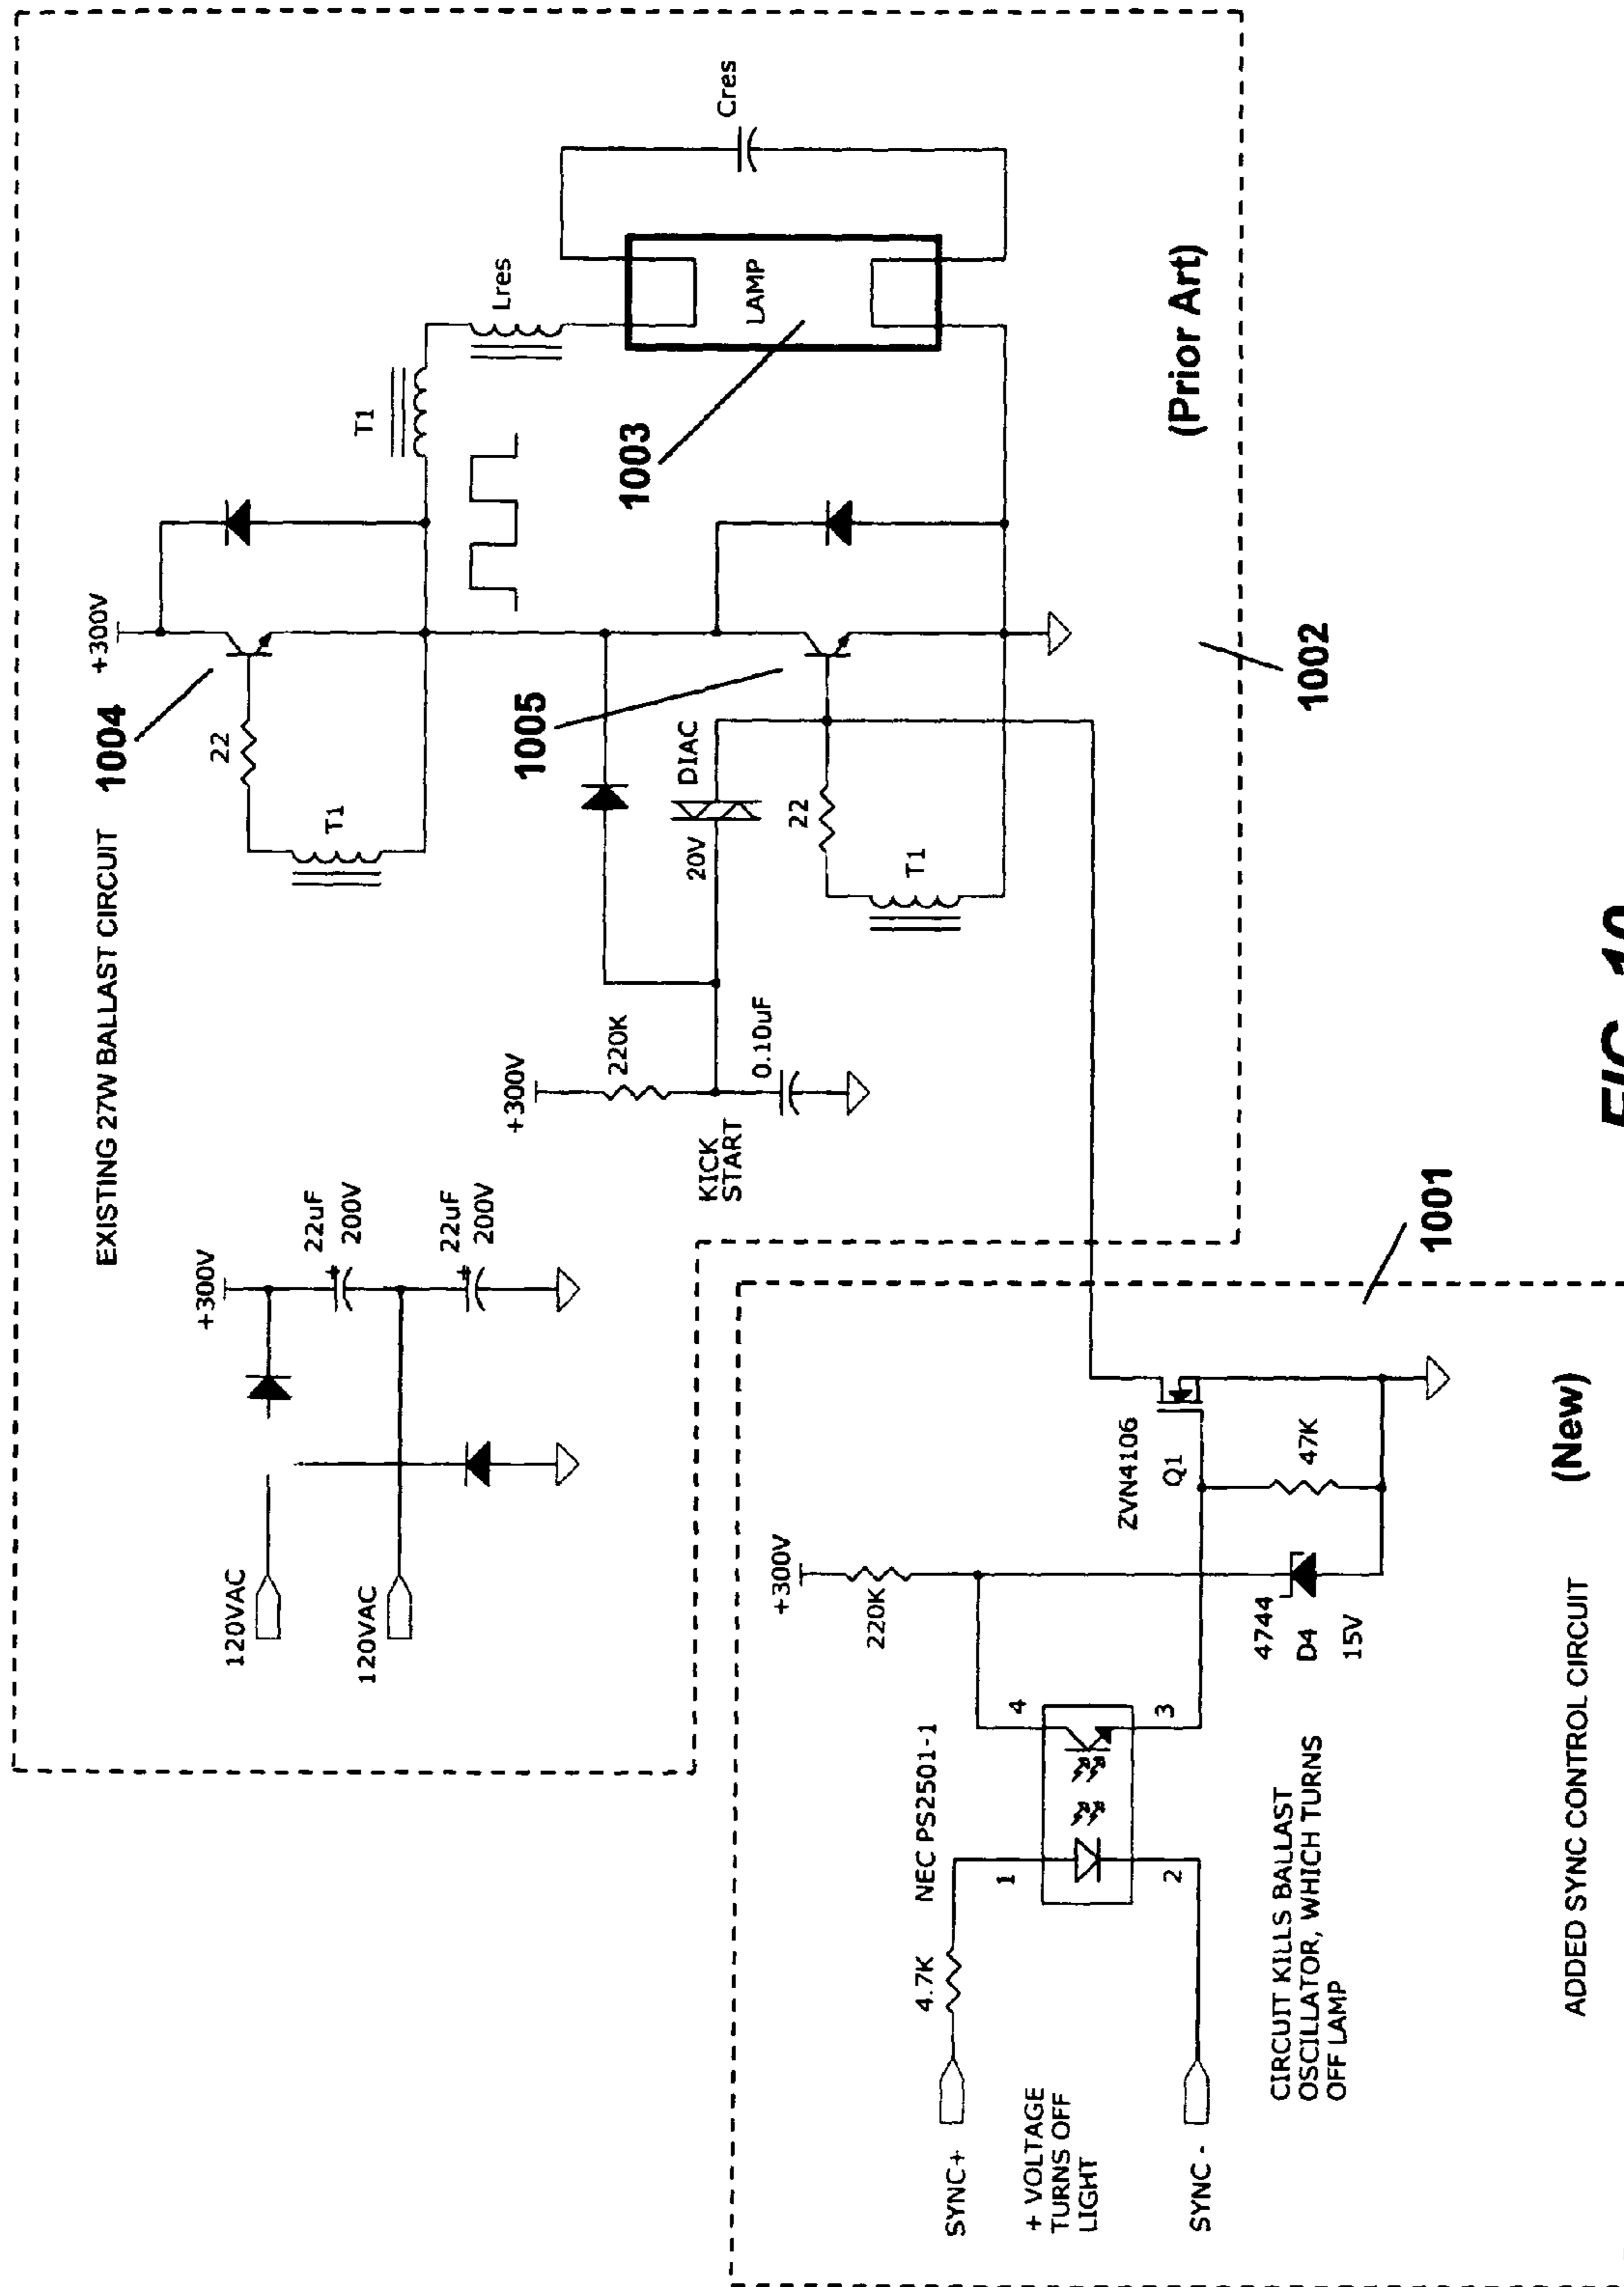 EXISTING 27W BALLAST CIRCUIT
120VAC
120VAC
+300V
22uF
200V
22uF
200V
+300V
220K
KICK
START
0.10uF
1004
+300V
22
T1
1005
DIAC
20V
22
T1
T1
Lres
1003
LAMP
Cres
(Prior Art)
1002
1001
SYNC+
4.7K
NEC PS2501-1
1
2
3
4
+ VOLTAGE
TURNS OFF
LIGHT
SYNC -
+300V
220K
ZVN4106
Q1
47K
4744
D4
15V
CIRCUIT KILLS BALLAST
OSCILLATOR, WHICH TURNS
OFF LAMP
ADDED SYNC CONTROL CIRCUIT
(New)
FIG. 10